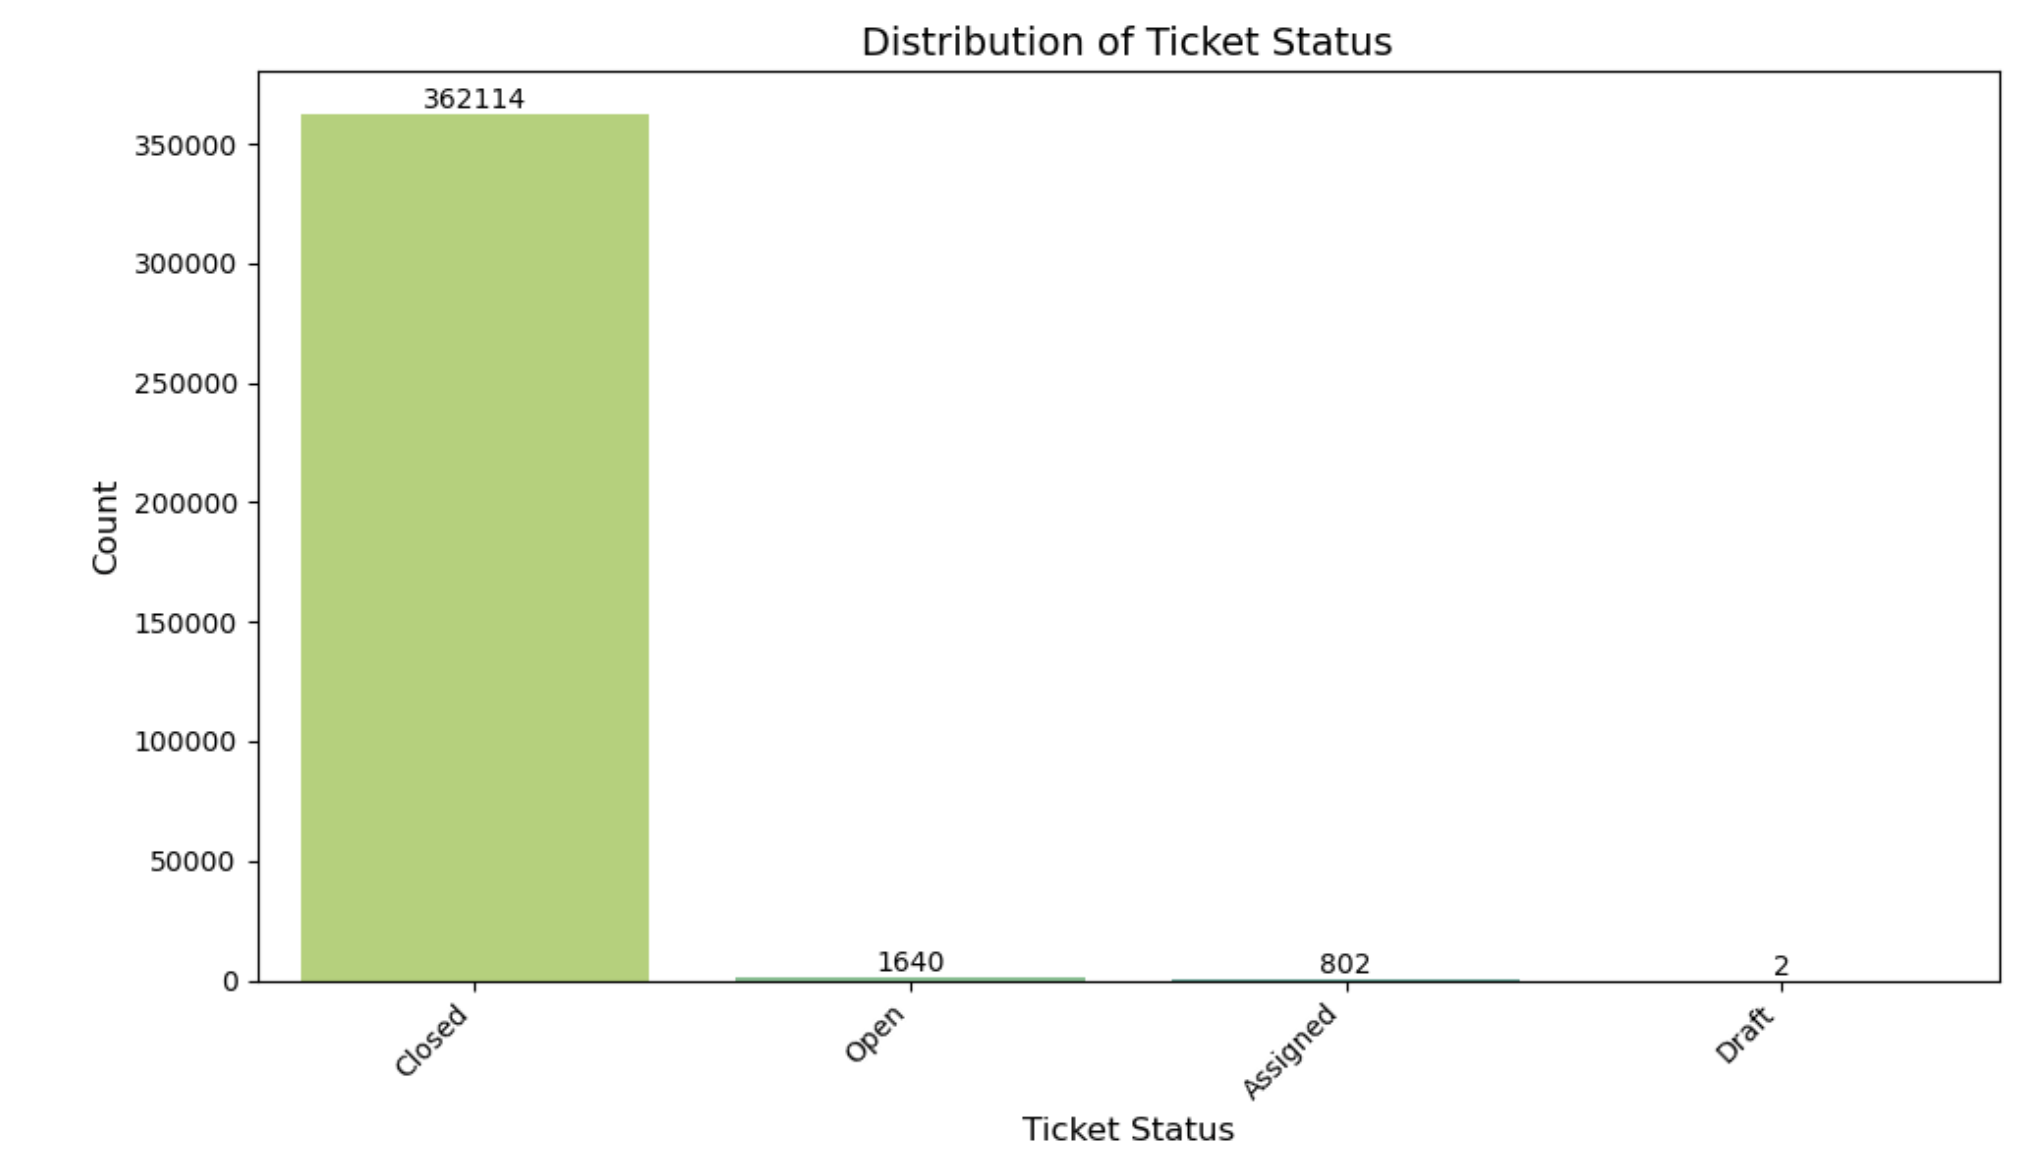 Distribution of Ticket Status
362114
350000
300000
250000
200000
150000
100000
50000
0
Count
1640
802
2
Closed
Open
Assigned
Draft
Ticket Status